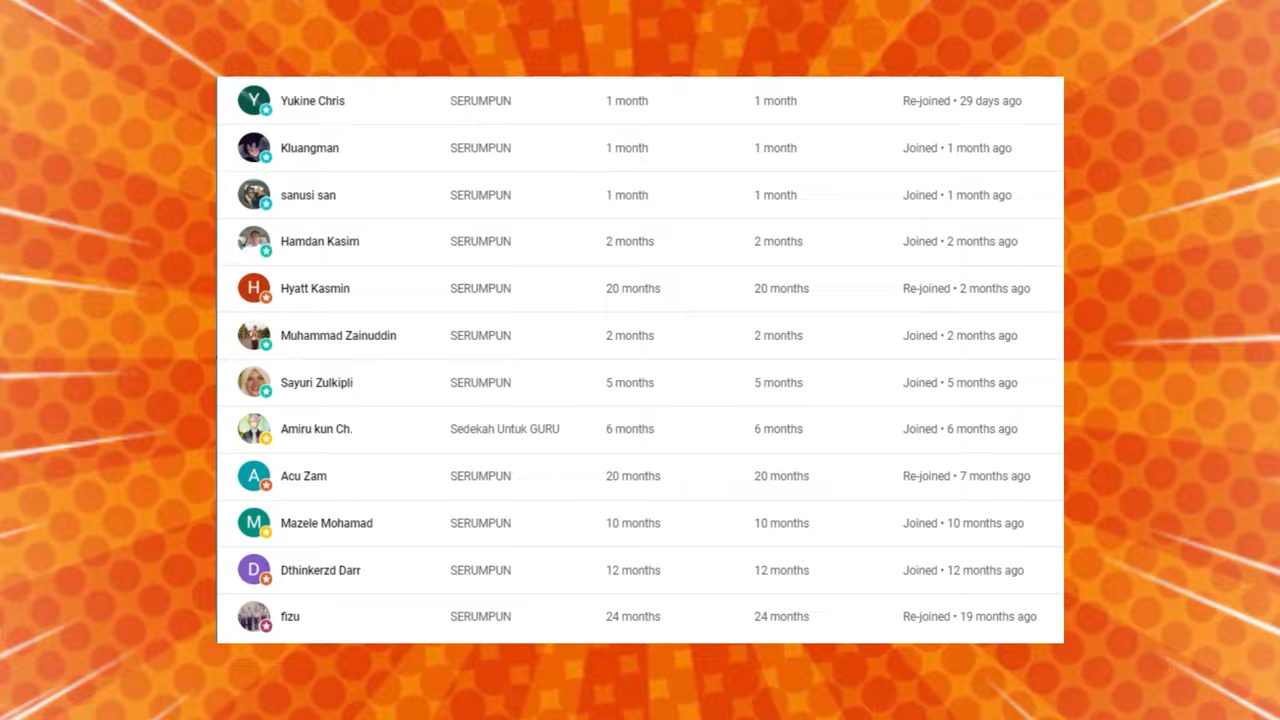 Y Yukine Chris SERUMPUN 1 month 1 month Re-joined • 29 days ago
Kluangman SERUMPUN 1 month 1 month Joined • 1 month ago
sanusi san SERUMPUN 1 month 1 month Joined • 1 month ago
Hamdan Kasim SERUMPUN 2 months 2 months Joined • 2 months ago
H Hyatt Kasmin SERUMPUN 20 months 20 months Re-joined • 2 months ago
Muhammad Zainuddin SERUMPUN 2 months 2 months Joined • 2 months ago
Sayuri Zulkipli SERUMPUN 5 months 5 months Joined • 5 months ago
Amiru kun Ch. Sedekah Untuk GURU 6 months 6 months Joined • 6 months ago
A Acu Zam SERUMPUN 20 months 20 months Re-joined • 7 months ago
M Mazele Mohamad SERUMPUN 10 months 10 months Joined • 10 months ago
D Dthinkerzd Darr SERUMPUN 12 months 12 months Joined • 12 months ago
fizu SERUMPUN 24 months 24 months Re-joined • 19 months ago